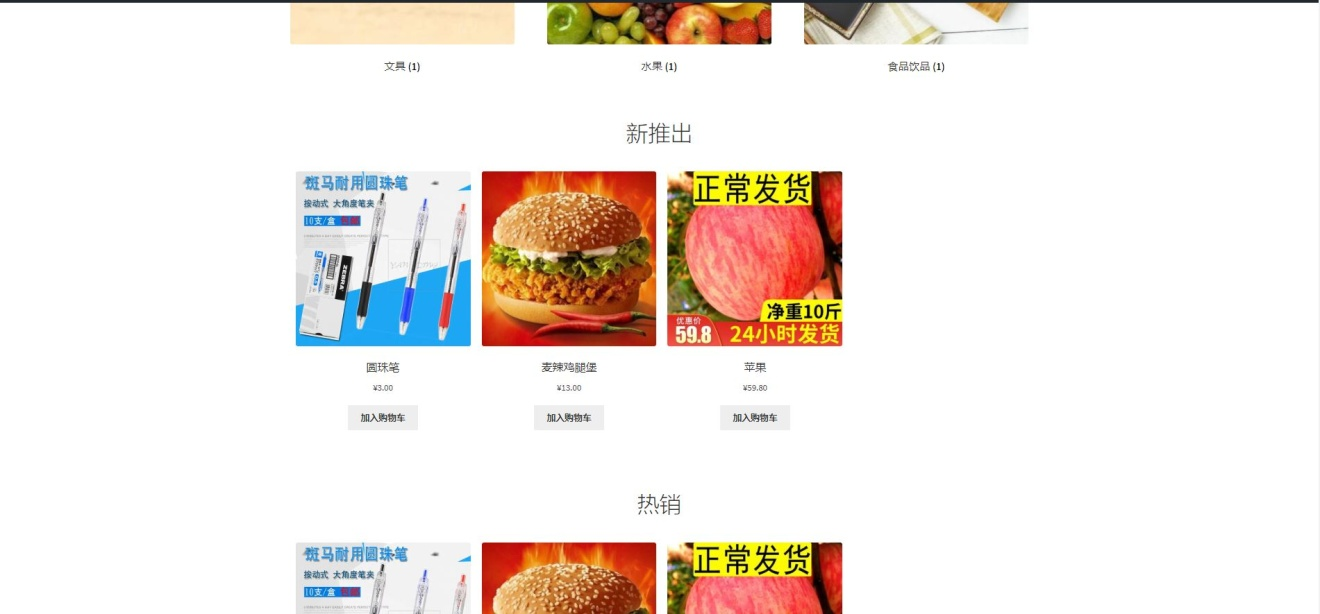 文具 (1)
水果 (1)
食品饮品 (1)
新推出
斑马耐用圆珠笔
按动式 大角度笔夹
10支/盒
ZEBRA
正常发货
净重10斤
优惠价
59.8
24小时发货
圆珠笔
麦辣鸡腿堡
苹果
¥3.00
¥13.00
¥59.80
加入购物车
加入购物车
加入购物车
热销
斑马耐用圆珠笔
按动式 大角度笔夹
10支/盒
正常发货